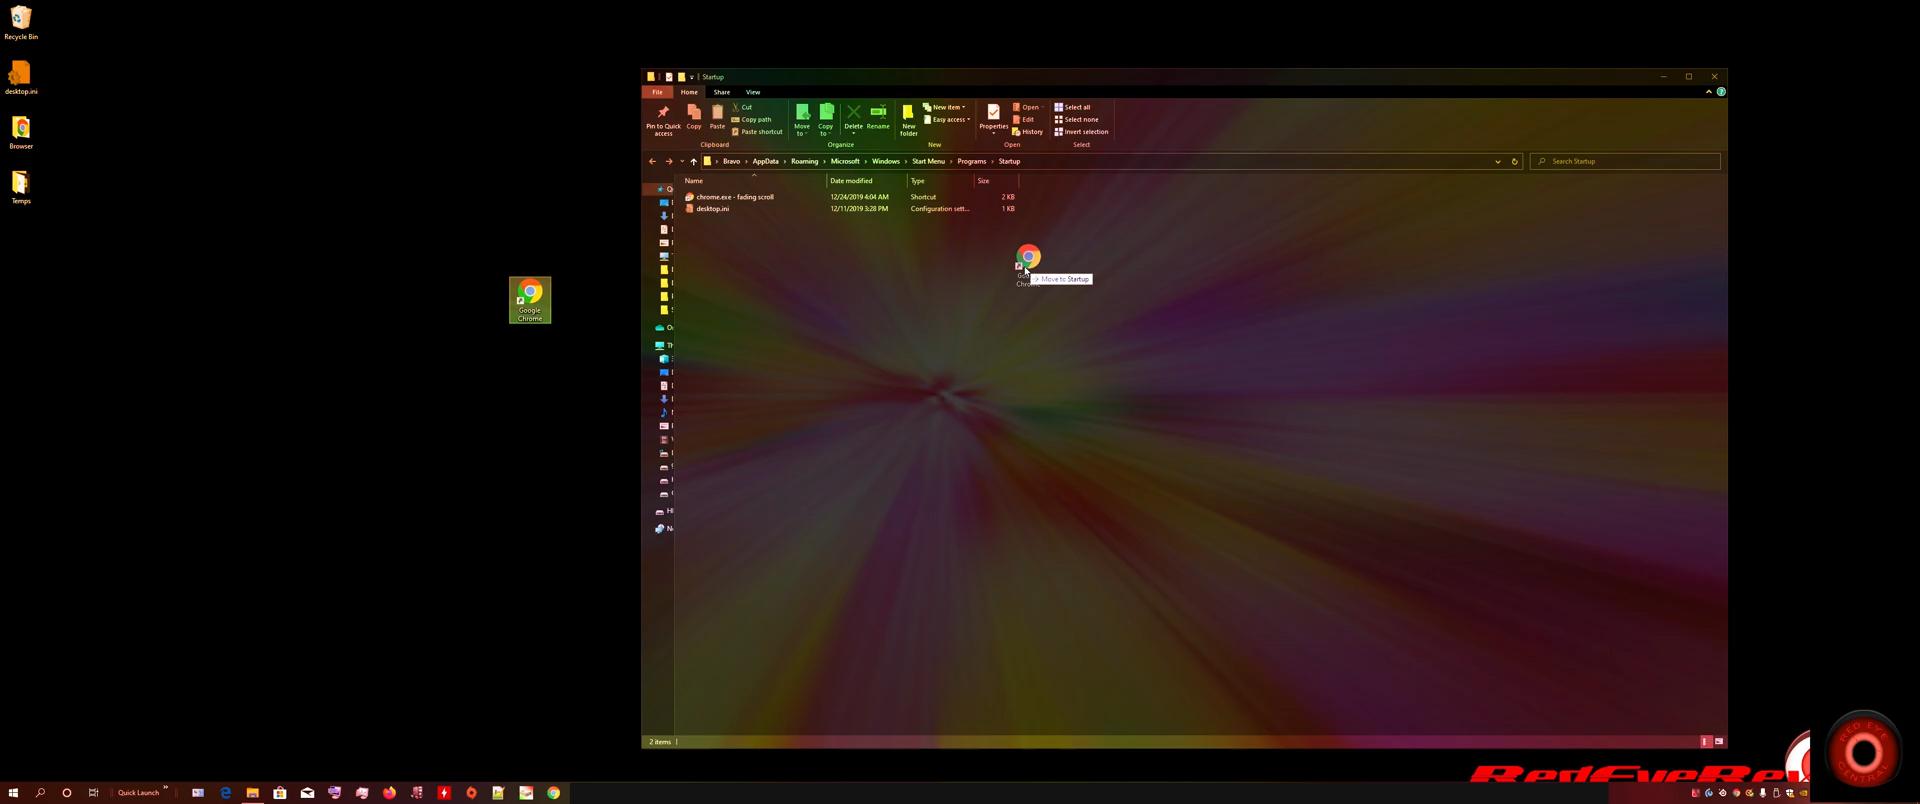 Recycle Bin
desktop.ini
Browser
Temps
Google
Chrome
Startup
File Home Share View
Pin to Quick
access
Copy
Paste
Cut
Copy path
Paste shortcut
Clipboard
Move
to
Copy
to
Delete
Rename
Organize
New
folder
New item
Easy access
New
Properties
Open
Edit
History
Open
Select all
Select none
Invert selection
Select
Bravo › AppData › Roaming › Microsoft › Windows › Start Menu › Programs › Startup
Search Startup
Name Date modified Type Size
chrome.exe - fading scroll 12/24/2019 4:04 AM Shortcut 2 KB
desktop.ini 12/11/2019 3:28 PM Configuration sett... 1 KB
Move to Startup
2 items
Quick Launch
RED EYE
CENTRAL